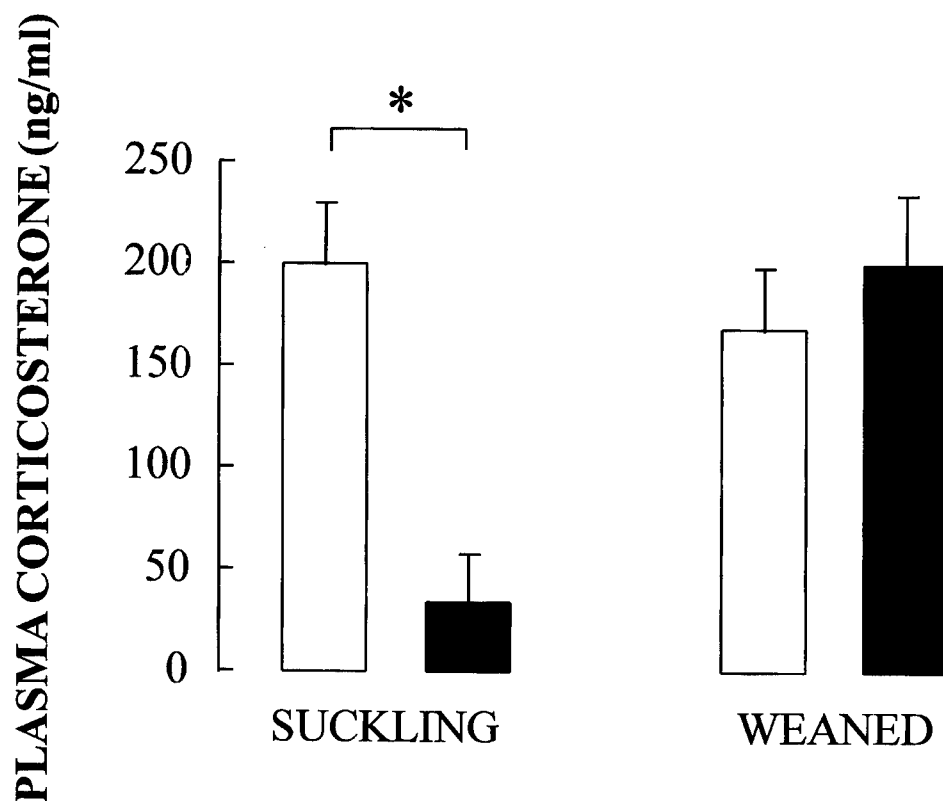 PLASMA CORTICOSTERONE (ng/ml)
*
250
200
150
100
50
0
SUCKLING
WEANED